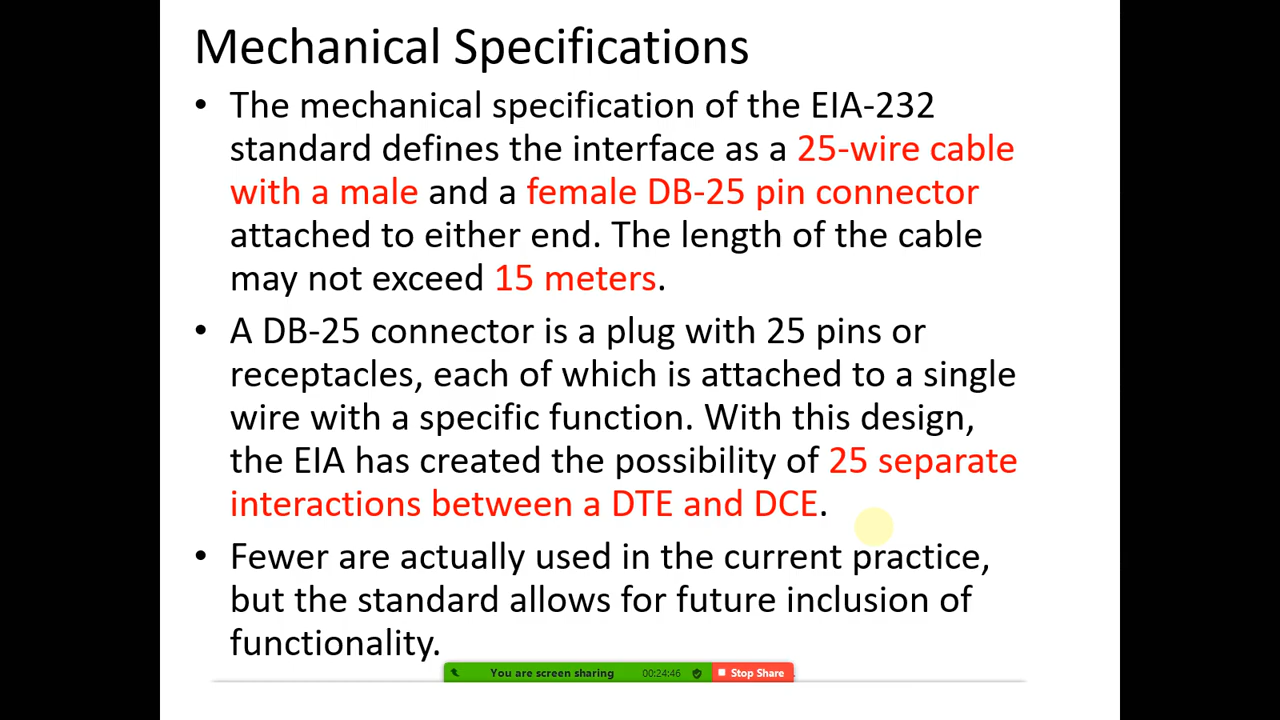 Mechanical Specifications
• The mechanical specification of the EIA-232
standard defines the interface as a 25-wire cable
with a male and a female DB-25 pin connector
attached to either end. The length of the cable
may not exceed 15 meters.
• A DB-25 connector is a plug with 25 pins or
receptacles, each of which is attached to a single
wire with a specific function. With this design,
the EIA has created the possibility of 25 separate
interactions between a DTE and DCE.
• Fewer are actually used in the current practice,
but the standard allows for future inclusion of
functionality.
You are screen sharing 00:24:46 Stop Share